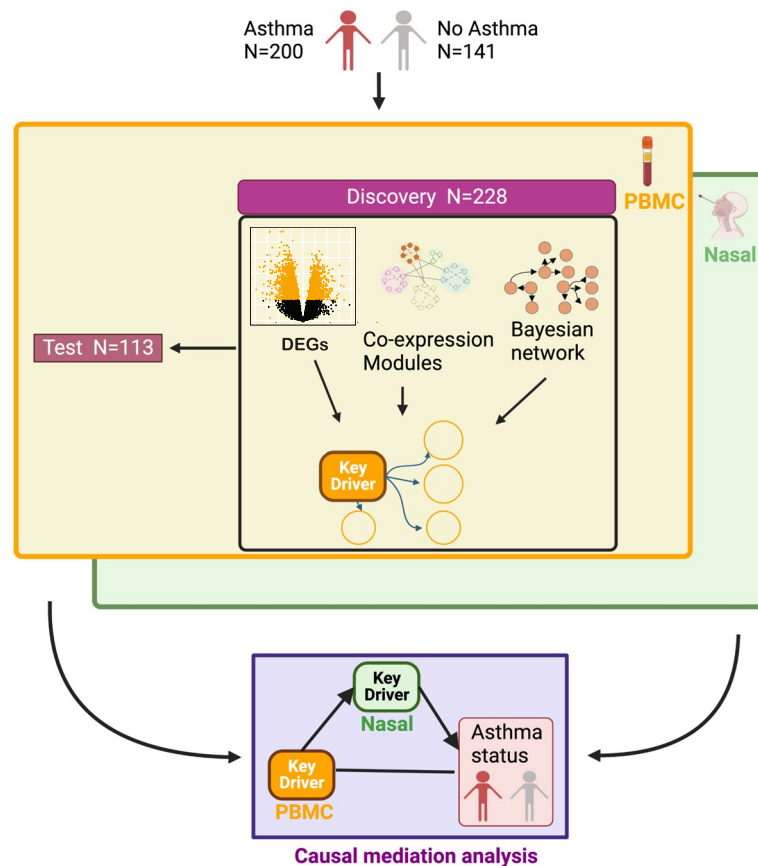 Asthma
N=200
No Asthma
N=141
PBMC
Nasal
Discovery N=228
DEGs
Co-expression
Modules
Bayesian
network
Test N=113
Key
Driver
Key
Driver
Nasal
Asthma
status
Key
Driver
PBMC
Causal mediation analysis